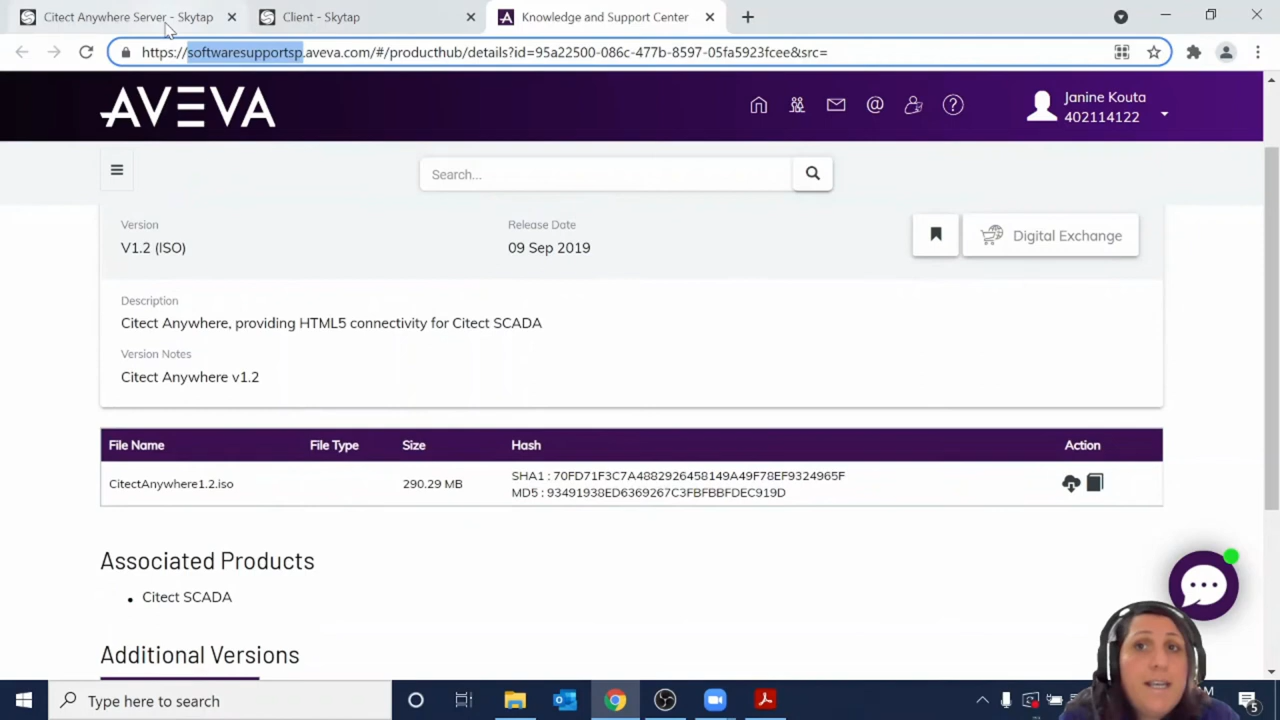 Citect Anywhere Server - Skytap
Client - Skytap
Knowledge and Support Center
https://softwaresupportsp.aveva.com/#/producthub/details?id=95a22500-086c-477b-8597-05fa5923fcee&src=
AVEVA
Janine Kouta
402114122
Search...
Version
Release Date
V1.2 (ISO)
09 Sep 2019
Digital Exchange
Description
Citect Anywhere, providing HTML5 connectivity for Citect SCADA
Version Notes
Citect Anywhere v1.2
File Name File Type Size Hash Action
CitectAnywhere1.2.iso 290.29 MB SHA1 : 70FD71F3C7A4882926458149A49F78EF9324965F
MD5 : 93491938ED6369267C3FBFBBFDEC919D
Associated Products
• Citect SCADA
Additional Versions
Type here to search
M
5